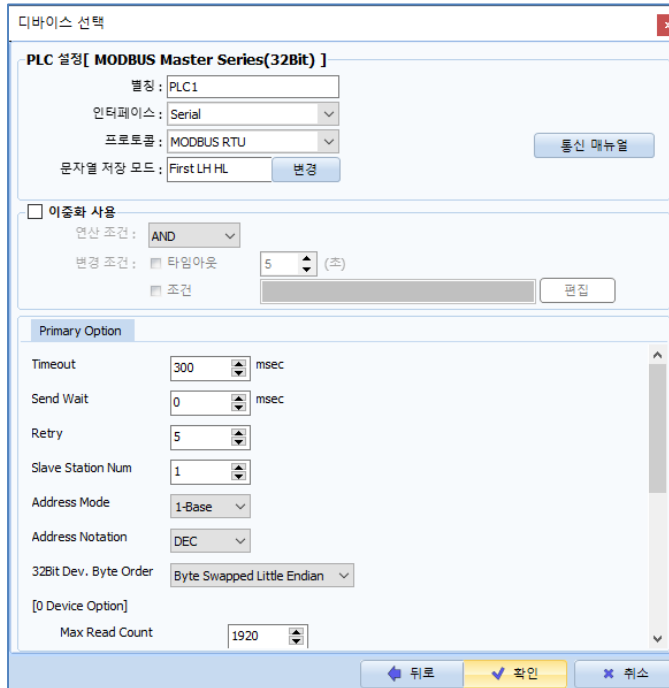 디바이스 선택
PLC 설정[ MODBUS Master Series(32Bit) ]
별칭 : PLC1
인터페이스 : Serial
프로토콜 : MODBUS RTU
통신 매뉴얼
문자열 저장 모드 : First LH HL 변경
이중화 사용
연산 조건 : AND
변경 조건 : 타임아웃 5 (초)
조건 편집
Primary Option
Timeout 300 msec
Send Wait 0 msec
Retry 5
Slave Station Num 1
Address Mode 1-Base
Address Notation DEC
32Bit Dev. Byte Order Byte Swapped Little Endian
[0 Device Option]
Max Read Count 1920
뒤로 확인 취소